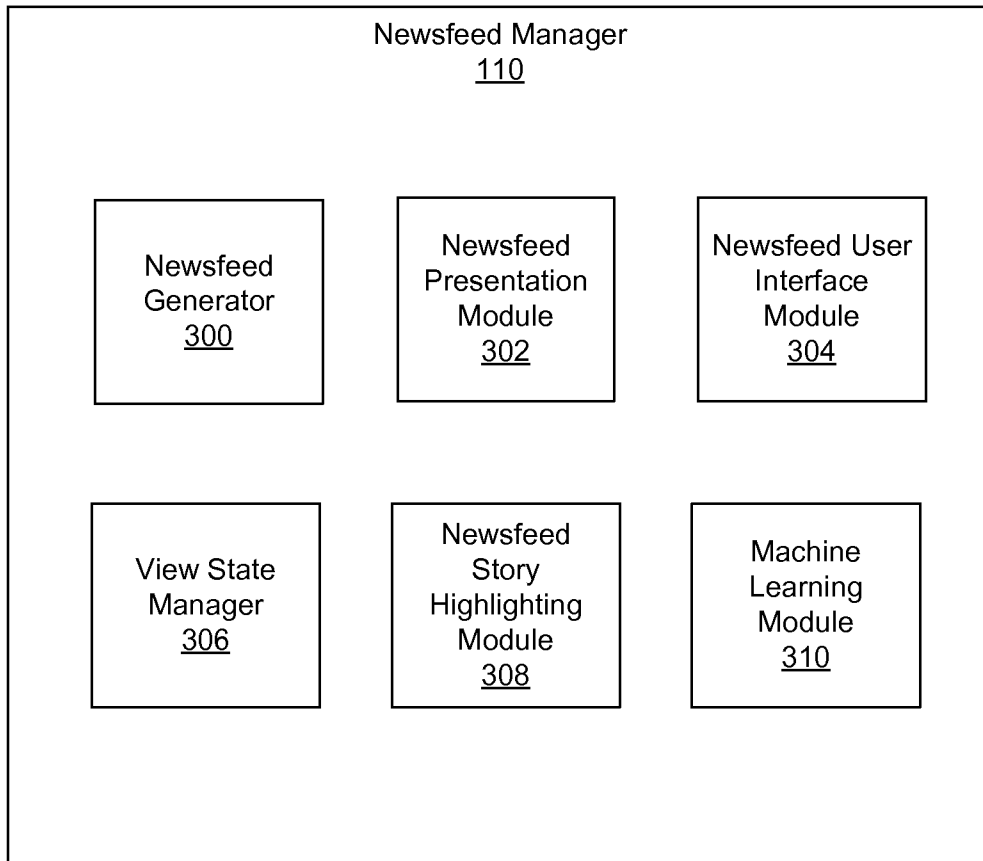 Newsfeed Manager
110
Newsfeed
Generator
300
Newsfeed
Presentation
Module
302
Newsfeed User
Interface
Module
304
View State
Manager
306
Newsfeed
Story
Highlighting
Module
308
Machine
Learning
Module
310